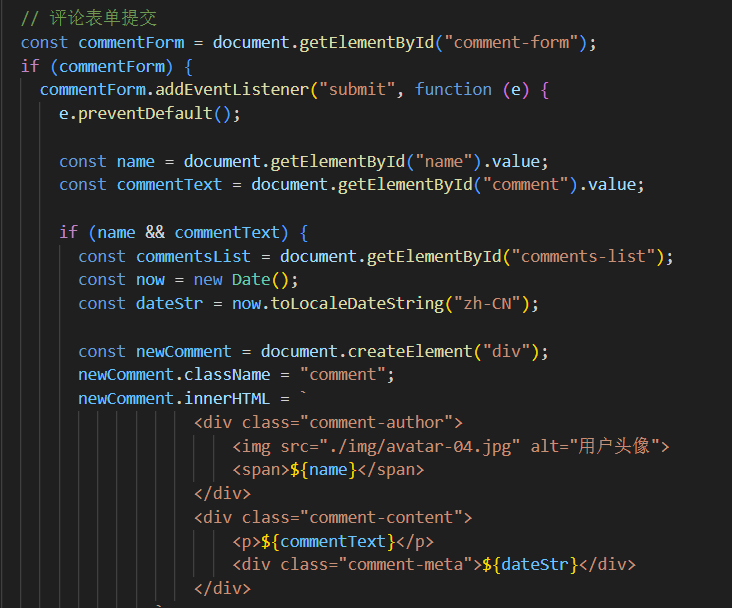 // 评论表单提交
const commentForm = document.getElementById("comment-form");
if (commentForm) {
commentForm.addEventListener("submit", function (e) {
e.preventDefault();
const name = document.getElementById("name").value;
const commentText = document.getElementById("comment").value;
if (name && commentText) {
const commentsList = document.getElementById("comments-list");
const now = new Date();
const dateStr = now.toLocaleDateString("zh-CN");
const newComment = document.createElement("div");
newComment.className = "comment";
newComment.innerHTML = `
<div class="comment-author">
<img src="./img/avatar-04.jpg" alt="用户头像">
<span>${name}</span>
</div>
<div class="comment-content">
<p>${commentText}</p>
<div class="comment-meta">${dateStr}</div>
</div>
`